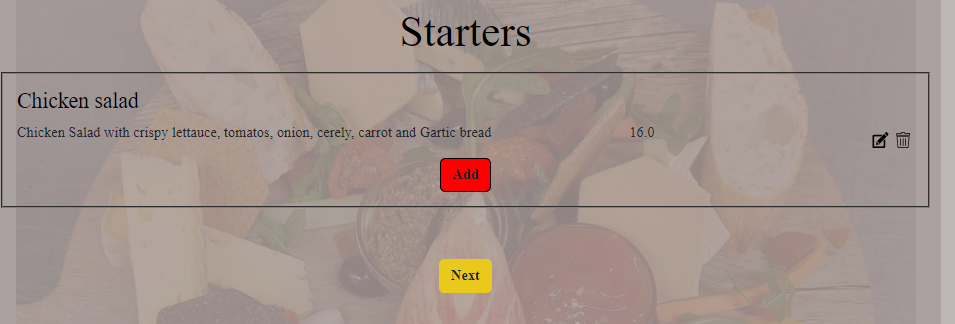 Starters
Chicken salad
Chicken Salad with crispy lettauce, tomatos, onion, cerely, carrot and Gartic bread 16.0
Add
Next